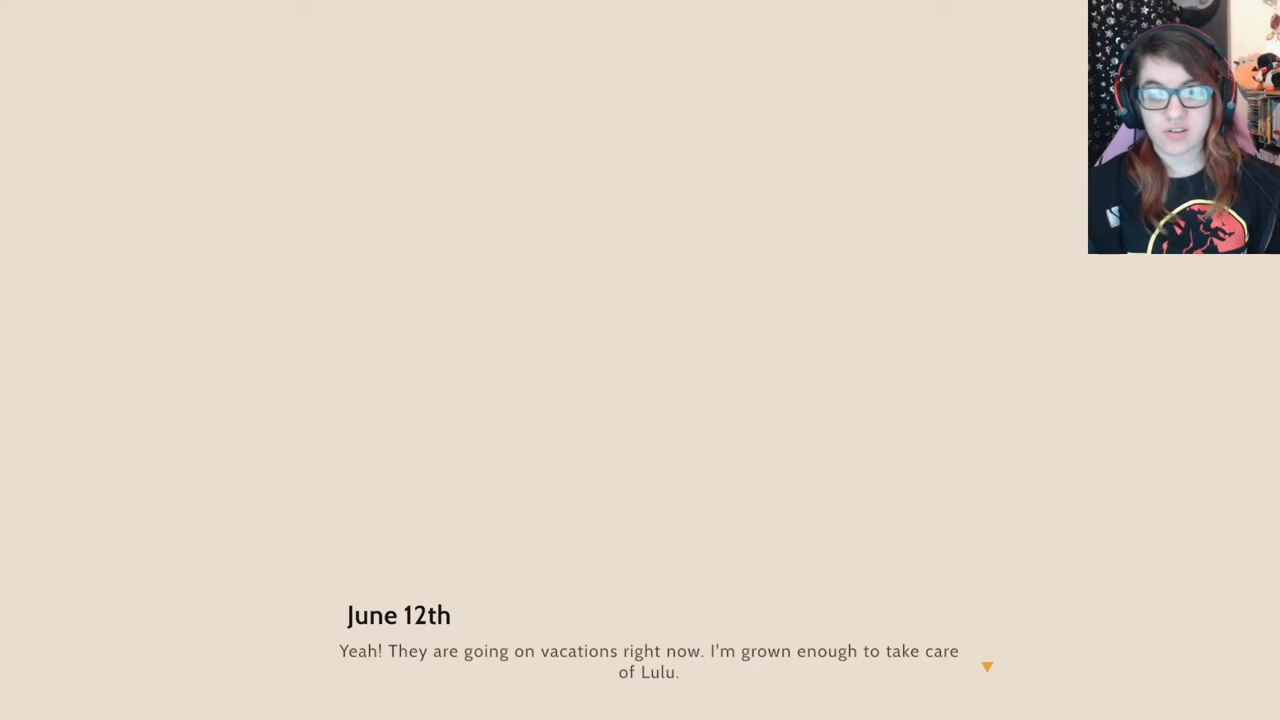 June 12th
Yeah! They are going on vacations right now. I'm grown enough to take care
of Lulu.